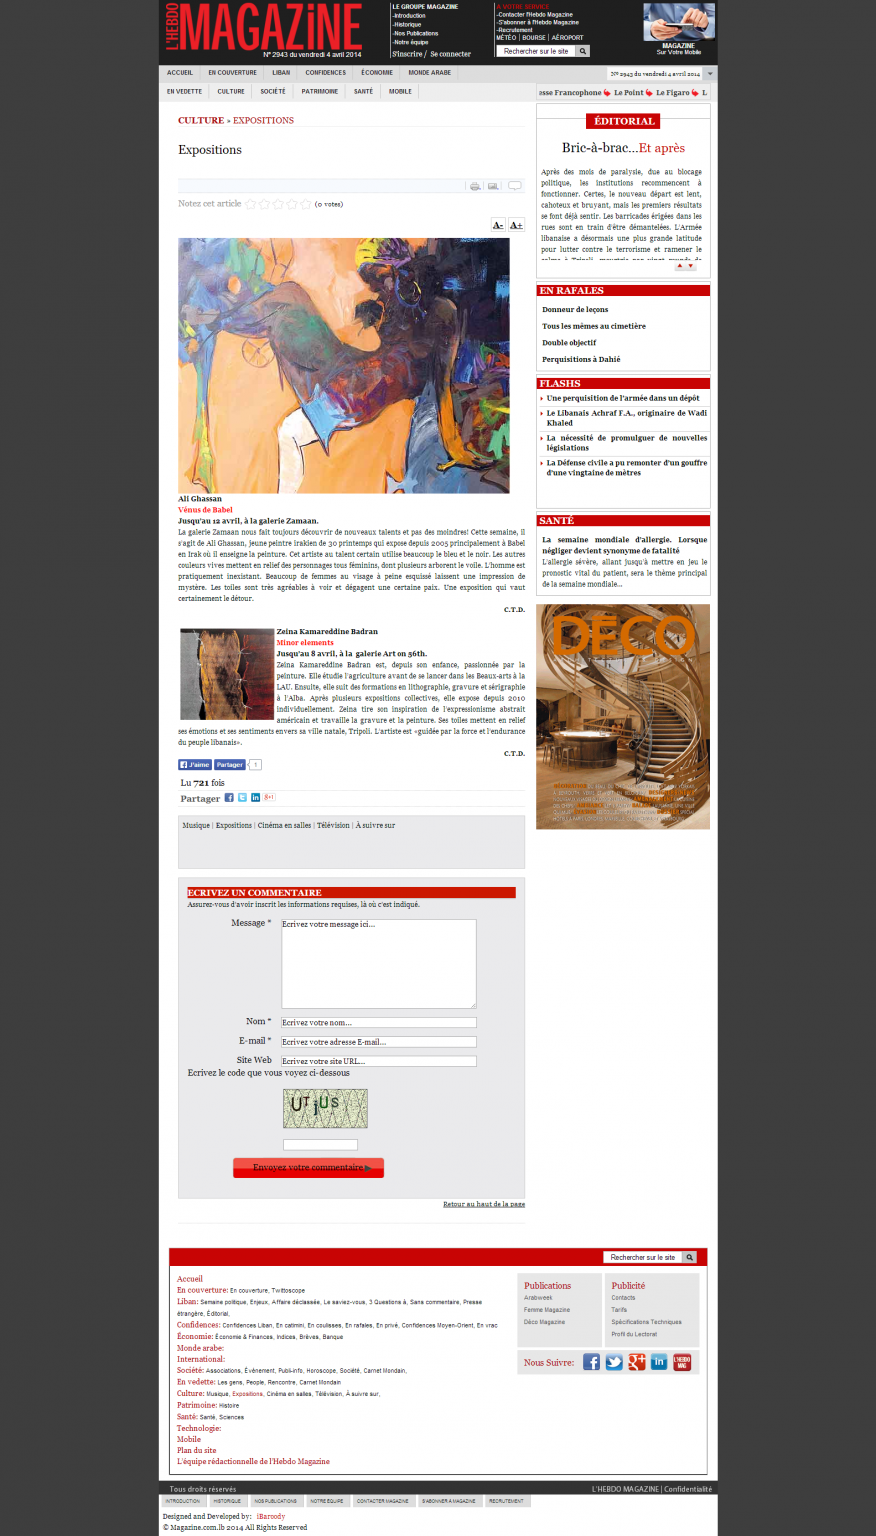 L'HEBDO
MAGAZiNE
N° 2943 du vendredi 4 avril 2014
LE GROUPE MAGAZINE
-Introduction
-Historique
-Nos Publications
-Notre équipe
S'inscrire / Se connecter
A VOTRE SERVICE
-Contacter l'Hebdo Magazine
-S'abonner à l'Hebdo Magazine
-Recrutement
MÉTÉO | BOURSE | AÉROPORT
Rechercher sur le site
MAGAZINE
Sur Votre Mobile
ACCUEIL
EN COUVERTURE
LIBAN
CONFIDENCES
ÉCONOMIE
MONDE ARABE
N° 2943 du vendredi 4 avril 2014
EN VEDETTE
CULTURE
SOCIÉTÉ
PATRIMOINE
SANTÉ
MOBILE
esse Francophone Le Point Le Figaro L
CULTURE » EXPOSITIONS
Expositions
Notez cet article (0 votes)
A- A+
Ali Ghassan
Vénus de Babel
Jusqu'au 12 avril, à la galerie Zamaan.
La galerie Zamaan nous fait toujours découvrir de nouveaux talents et pas des moindres! Cette semaine, il
s'agit de Ali Ghassan, jeune peintre irakien de 30 printemps qui expose depuis 2005 principalement à Babel
en Irak où il enseigne la peinture. Cet artiste au talent certain utilise beaucoup le bleu et le noir. Les autres
couleurs vives mettent en relief des personnages tous féminins, dont plusieurs arborent le voile. L'homme est
pratiquement inexistant. Beaucoup de femmes au visage à peine esquissé laissent une impression de
mystère. Les toiles sont très agréables à voir et dégagent une certaine paix. Une exposition qui vaut
certainement le détour.
C.T.D.
Zeina Kamareddine Badran
Minor elements
Jusqu'au 8 avril, à la galerie Art on 56th.
Zeina Kamareddine Badran est, depuis son enfance, passionnée par la
peinture. Elle étudie l'agriculture avant de se lancer dans les Beaux-arts à la
LAU. Ensuite, elle suit des formations en lithographie, gravure et sérigraphie
à l'Alba. Après plusieurs expositions collectives, elle expose depuis 2010
individuellement. Zeina tire son inspiration de l'expressionisme abstrait
américain et travaille la gravure et la peinture. Ses toiles mettent en relief
ses émotions et ses sentiments envers sa ville natale, Tripoli. L'artiste est «guidée par la force et l'endurance
du peuple libanais».
C.T.D.
J'aime Partager 1
Lu 721 fois
Partager
Musique | Expositions | Cinéma en salles | Télévision | À suivre sur
ECRIVEZ UN COMMENTAIRE
Assurez-vous d'avoir inscrit les informations requises, là où c'est indiqué.
Message *
Ecrivez votre message ici...
Nom *
Ecrivez votre nom...
E-mail *
Ecrivez votre adresse E-mail...
Site Web
Ecrivez votre site URL...
Ecrivez le code que vous voyez ci-dessous
UTjUS
Envoyez votre commentaire
Retour au haut de la page
ÉDITORIAL
Bric-à-brac...Et après
Après des mois de paralysie, due au blocage
politique, les institutions recommencent à
fonctionner. Certes, le nouveau départ est lent,
cahoteux et bruyant, mais les premiers résultats
se font déjà sentir. Les barricades érigées dans les
rues sont en train d'être démantelées. L'Armée
libanaise a désormais une plus grande latitude
pour lutter contre le terrorisme et ramener le
EN RAFALES
Donneur de leçons
Tous les mêmes au cimetière
Double objectif
Perquisitions à Dahié
FLASHS
Une perquisition de l'armée dans un dépôt
Le Libanais Achraf F.A., originaire de Wadi
Khaled
La nécessité de promulguer de nouvelles
législations
La Défense civile a pu remonter d'un gouffre
d'une vingtaine de mètres
SANTÉ
La semaine mondiale d'allergie. Lorsque
négliger devient synonyme de fatalité
L'allergie sévère, allant jusqu'à mettre en jeu le
pronostic vital du patient, sera le thème principal
de la semaine mondiale...
DÉCO
Rechercher sur le site
Accueil
En couverture: En couverture, Twittoscope
Liban: Semaine politique, Enjeux, Affaire déclassée, Le saviez-vous, 3 Questions à, Sans commentaire, Presse
étrangère, Éditorial,
Confidences: Confidences Liban, En catimini, En coulisses, En rafales, En privé, Confidences Moyen-Orient, En vrac
Économie: Économie & Finances, Indices, Brèves, Banque
Monde arabe:
International:
Société: Associations, Événement, Publi-info, Horoscope, Société, Carnet Mondain,
En vedette: Les gens, People, Rencontre, Carnet Mondain
Culture: Musique, Expositions, Cinéma en salles, Télévision, À suivre sur,
Patrimoine: Histoire
Santé: Santé, Sciences
Technologie:
Mobile
Plan du site
L'équipe rédactionnelle de l'Hebdo Magazine
Publications
Arabweek
Femme Magazine
Déco Magazine
Publicité
Contacts
Tarifs
Spécifications Techniques
Profil du Lectorat
Nous Suivre:
L'HEBDO
MAG
Tous droits réservés
L'HEBDO MAGAZINE | Confidentialité
INTRODUCTION
HISTORIQUE
NOS PUBLICATIONS
NOTRE ÉQUIPE
CONTACTER MAGAZINE
S'ABONNER À MAGAZINE
RECRUTEMENT
Designed and Developed by: iBaroody
© Magazine.com.lb 2014 All Rights Reserved